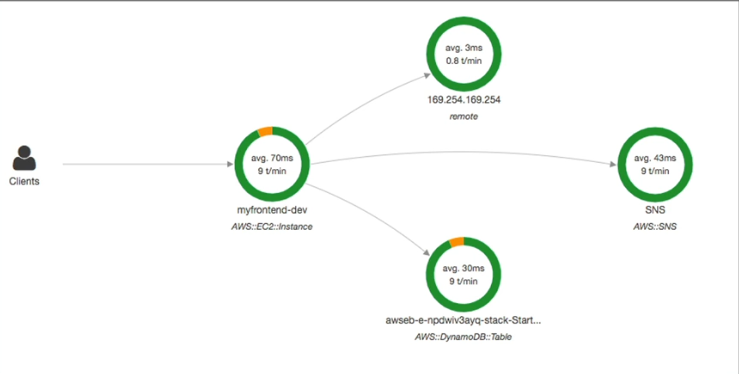 avg. 3ms
0.8 t/min
169.254.169.254
remote
Clients
avg. 70ms
9 t/min
myfrontend-dev
AWS::EC2::Instance
avg. 43ms
9 t/min
SNS
AWS::SNS
avg. 30ms
9 t/min
awseb-e-npdwiv3ayq-stack-Start...
AWS::DynamoDB::Table